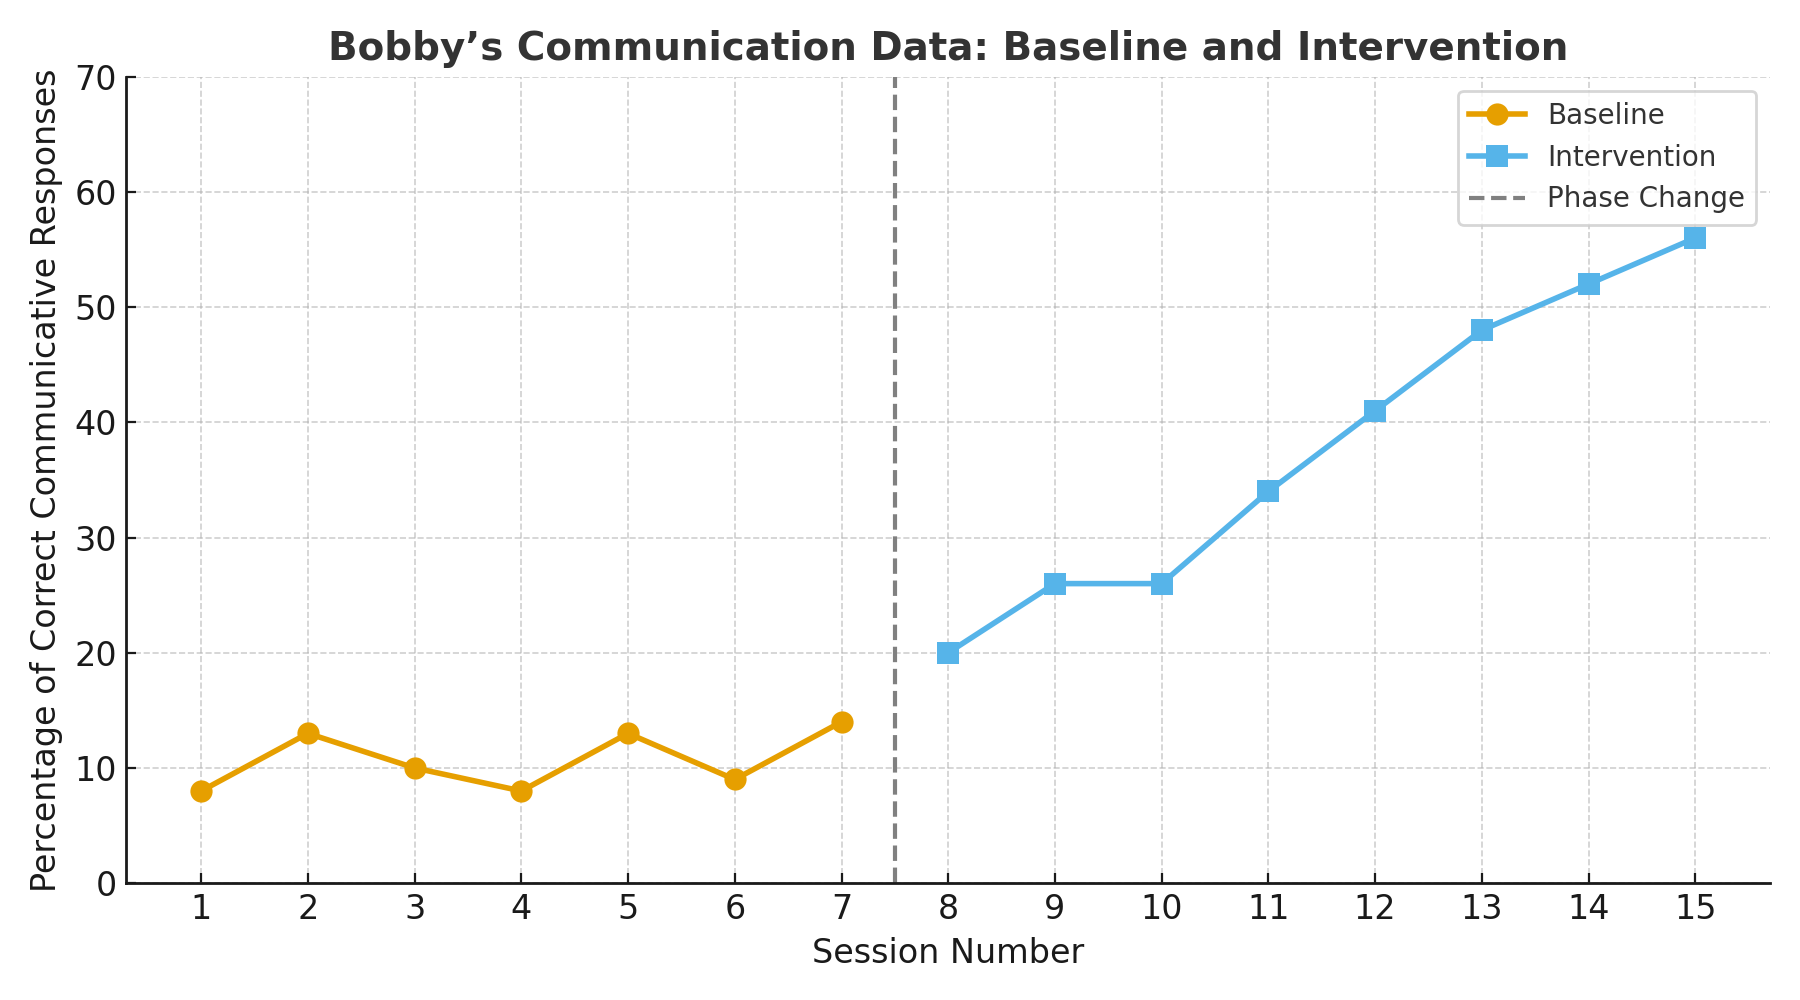 Bobby’s Communication Data: Baseline and Intervention
Percentage of Correct Communicative Responses
70
60
50
40
30
20
10
0
Baseline
Intervention
Phase Change
1 2 3 4 5 6 7 8 9 10 11 12 13 14 15
Session Number